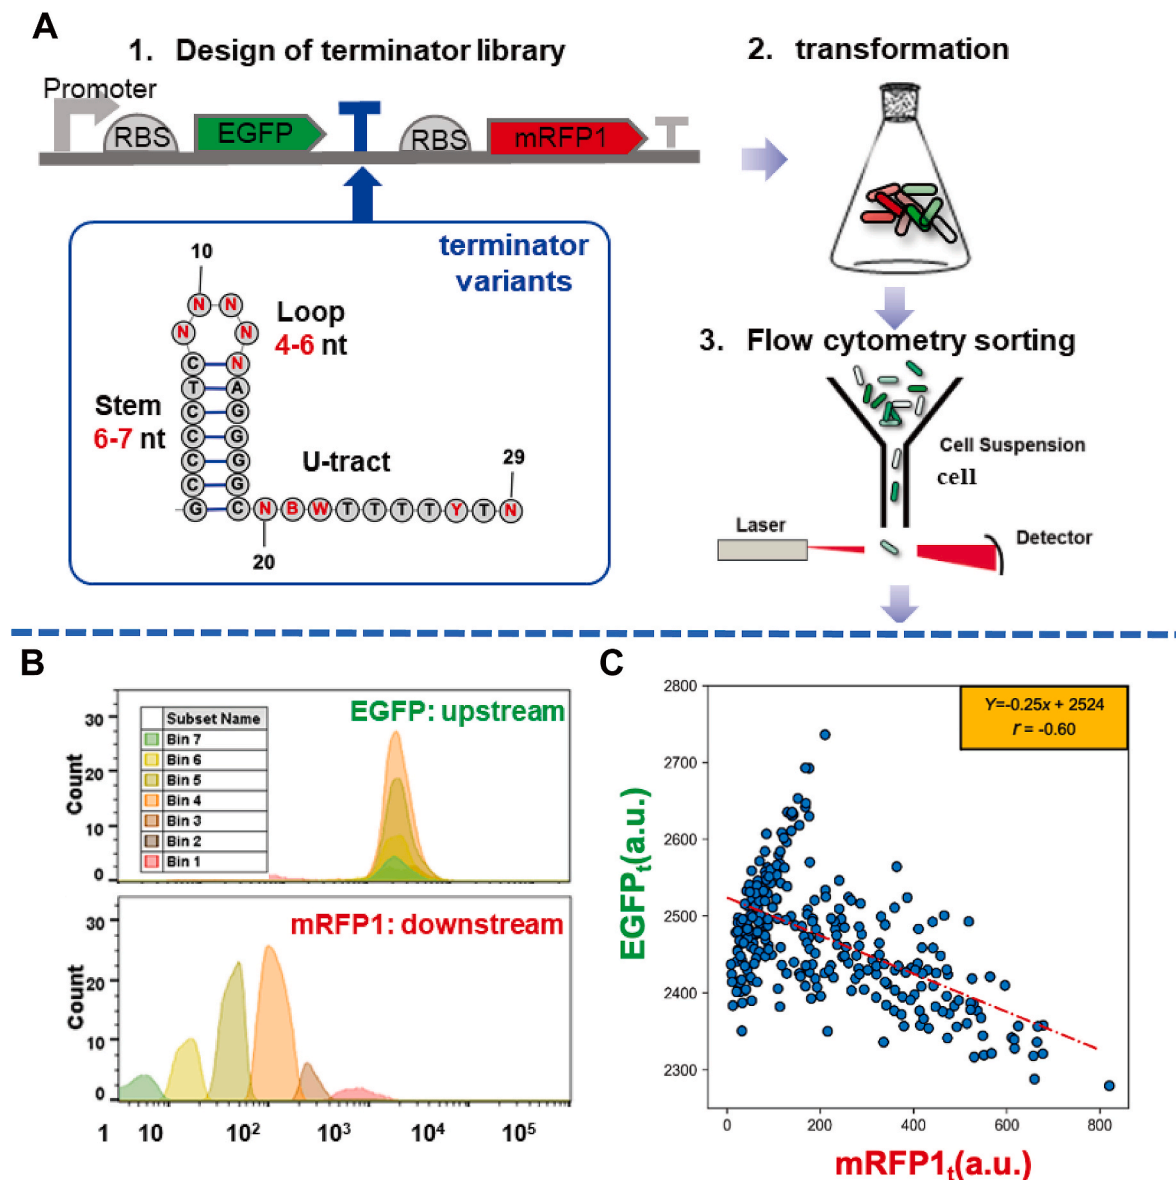 A
1. Design of terminator library
Promoter
RBS
EGFP
RBS
mRFP1
terminator
variants
10
N
N
N
N
N
C
N
T
A
C
G
C
G
C
G
C
G
G
C
N
B
W
T
T
T
T
Y
T
N
Loop
4-6 nt
Stem
6-7 nt
U-tract
29
20
2. transformation
3. Flow cytometry sorting
Cell Suspension
cell
Laser
Detector
B
Count
30
20
10
0
EGFP: upstream
Subset Name
Bin 7
Bin 6
Bin 5
Bin 4
Bin 3
Bin 2
Bin 1
Count
30
20
10
0
mRFP1: downstream
1 10 10² 10³ 10⁴ 10⁵
C
EGFPₜ(a.u.)
2800
2700
2600
2500
2400
2300
Y=-0.25x + 2524
r = -0.60
0 200 400 600 800
mRFP1ₜ(a.u.)